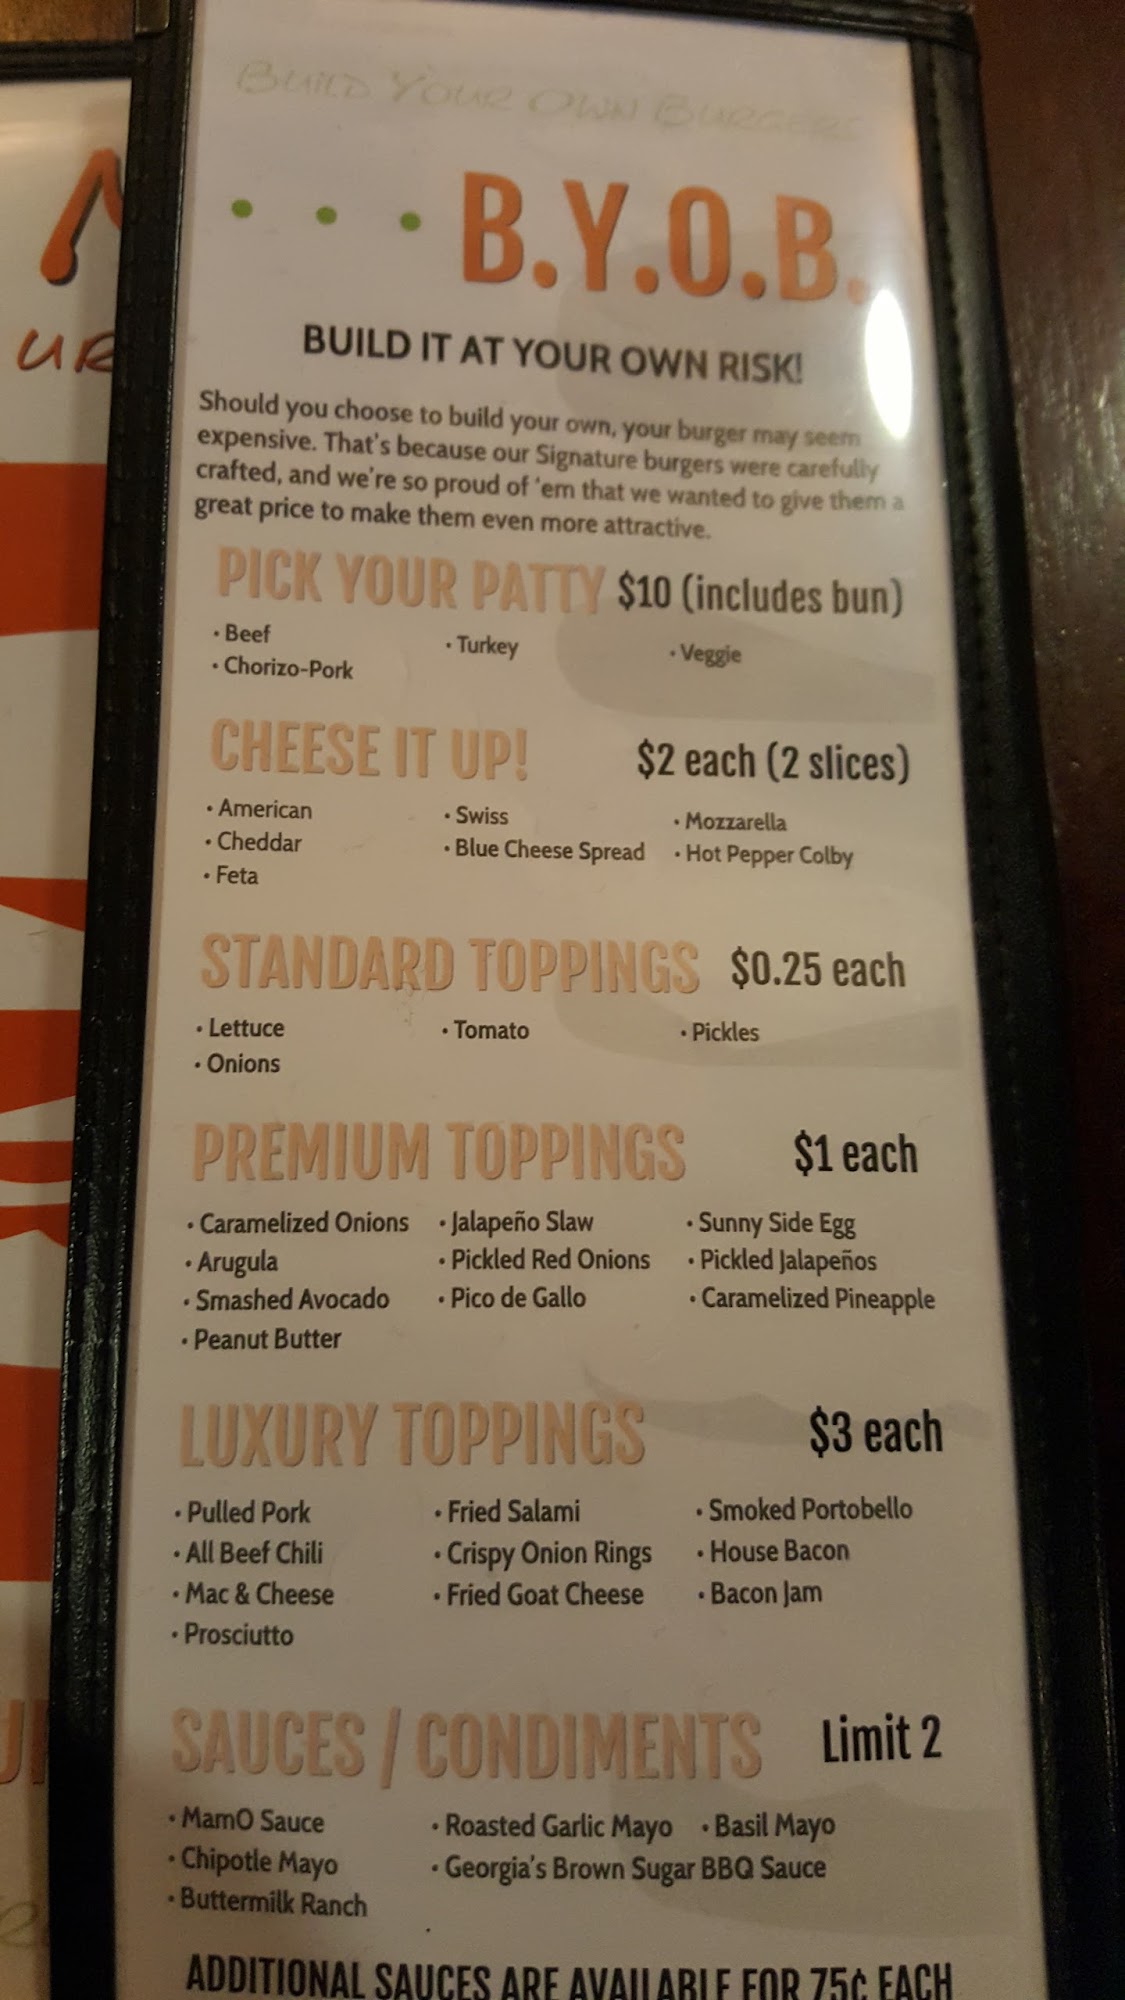 Build Your Own Burgers
B.Y.O.B.
BUILD IT AT YOUR OWN RISK!
Should you choose to build your own, your burger may seem
expensive. That's because our Signature burgers were carefully
crafted, and we're so proud of 'em that we wanted to give them a
great price to make them even more attractive.
PICK YOUR PATTY $10 (includes bun)
• Beef • Turkey • Veggie
• Chorizo-Pork
CHEESE IT UP! $2 each (2 slices)
• American • Swiss • Mozzarella
• Cheddar • Blue Cheese Spread • Hot Pepper Colby
• Feta
STANDARD TOPPINGS $0.25 each
• Lettuce • Tomato • Pickles
• Onions
PREMIUM TOPPINGS $1 each
• Caramelized Onions • Jalapeño Slaw • Sunny Side Egg
• Arugula • Pickled Red Onions • Pickled Jalapeños
• Smashed Avocado • Pico de Gallo • Caramelized Pineapple
• Peanut Butter
LUXURY TOPPINGS $3 each
• Pulled Pork • Fried Salami • Smoked Portobello
• All Beef Chili • Crispy Onion Rings • House Bacon
• Mac & Cheese • Fried Goat Cheese • Bacon Jam
• Prosciutto
SAUCES / CONDIMENTS Limit 2
• MamO Sauce • Roasted Garlic Mayo • Basil Mayo
• Chipotle Mayo • Georgia's Brown Sugar BBQ Sauce
• Buttermilk Ranch
ADDITIONAL SAUCES ARE AVAILABLE FOR 75¢ EACH